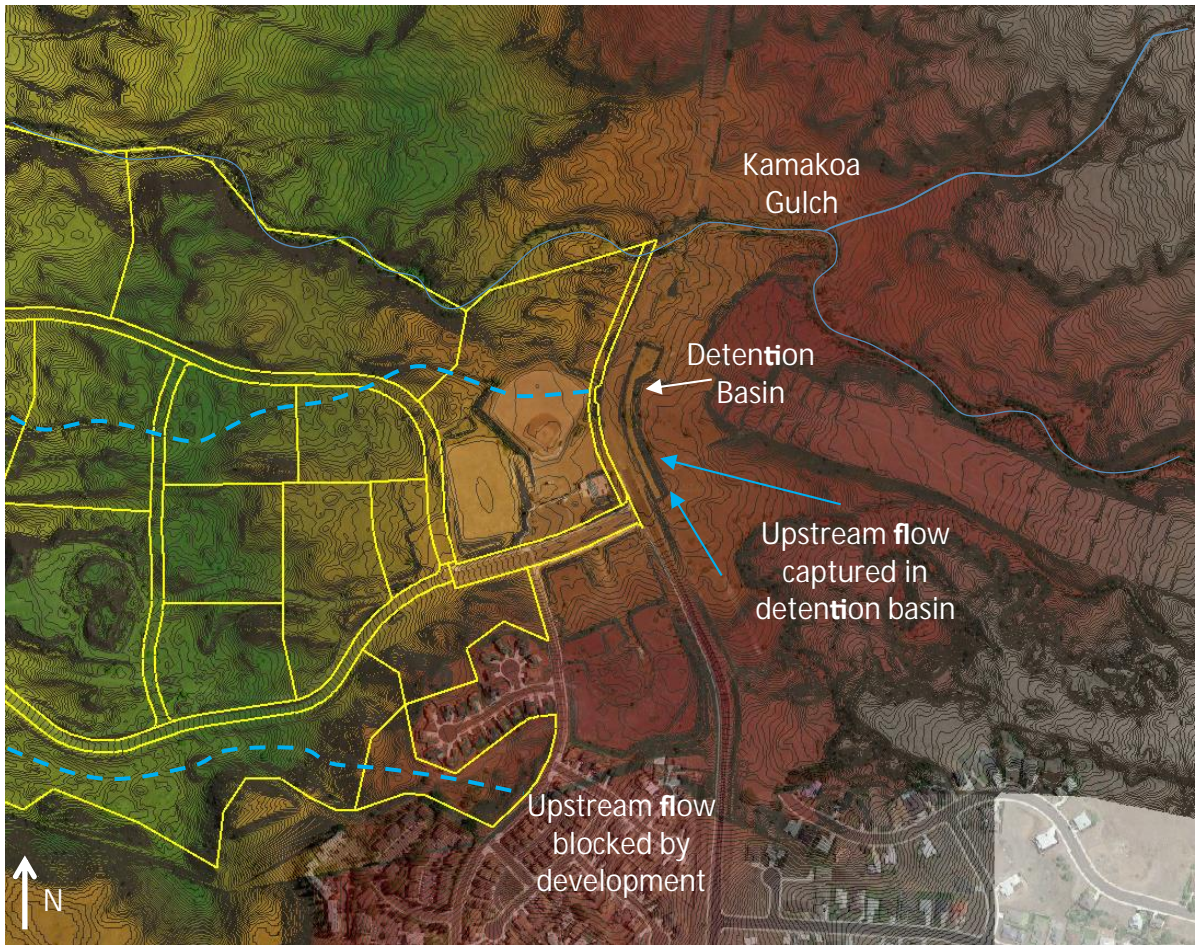 Kamakoa
Gulch
Detention
Basin
Upstream flow
captured in
detention basin
Upstream flow
blocked by
development
N